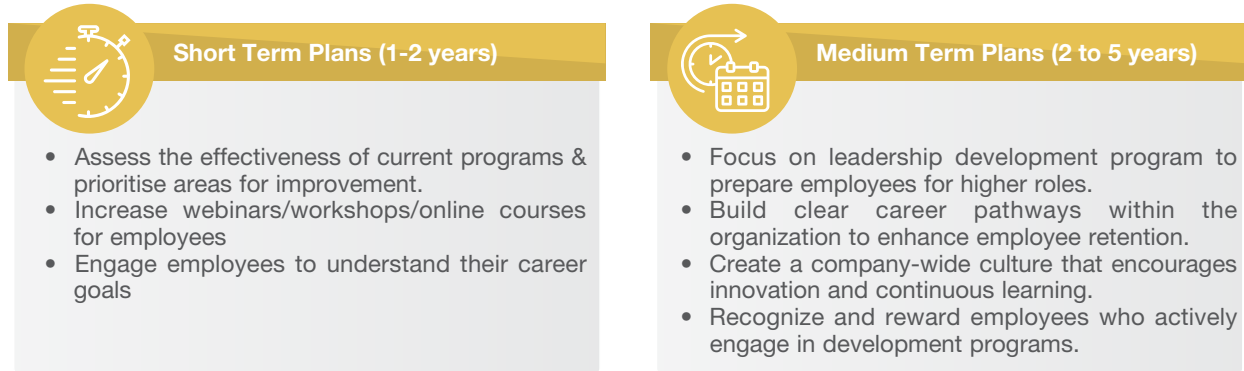 Short Term Plans (1-2 years)
• Assess the effectiveness of current programs &
prioritise areas for improvement.
• Increase webinars/workshops/online courses
for employees
• Engage employees to understand their career
goals
Medium Term Plans (2 to 5 years)
• Focus on leadership development program to
prepare employees for higher roles.
• Build clear career pathways within the
organization to enhance employee retention.
• Create a company-wide culture that encourages
innovation and continuous learning.
• Recognize and reward employees who actively
engage in development programs.